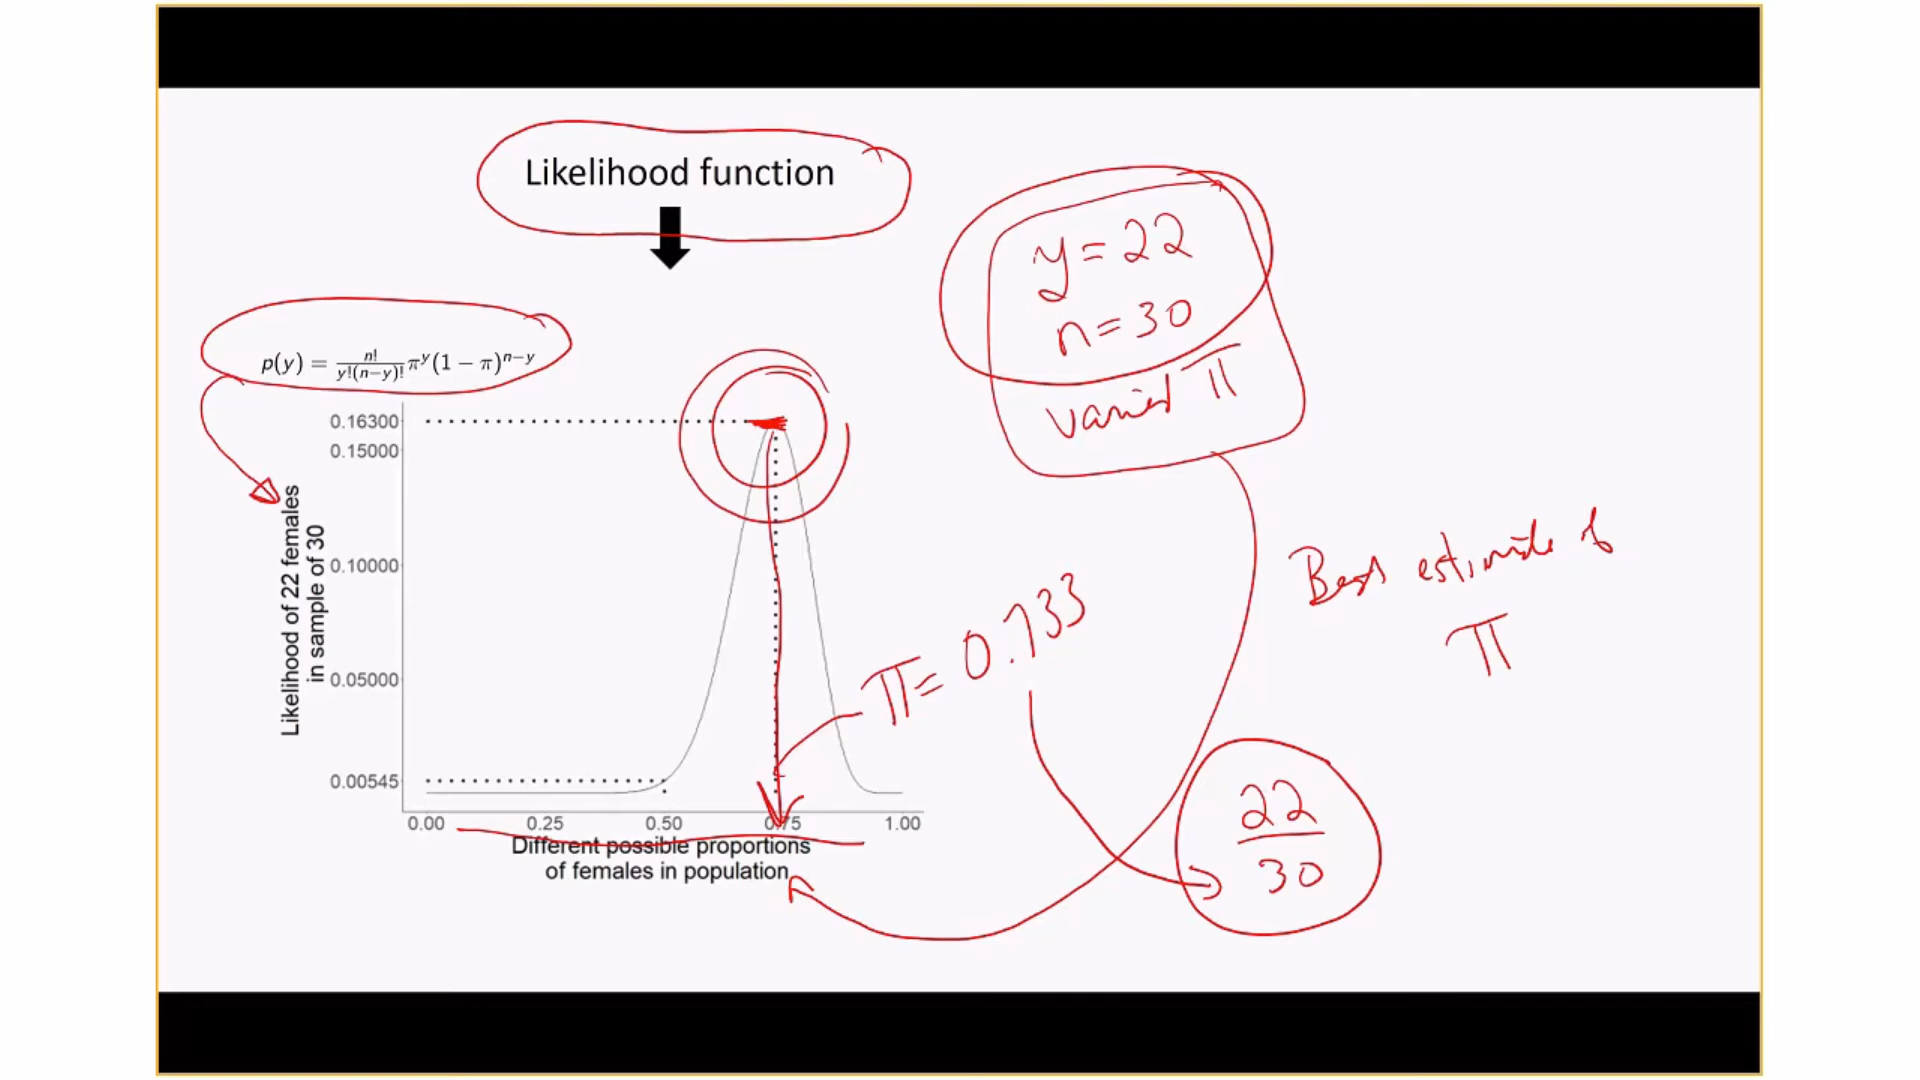 Likelihood function
y = 22
n = 30
varied π
p(y) = n!/y!(n−y)! π^y (1 − π)^n−y
0.16300
0.15000
0.10000
0.05000
0.00545
Likelihood of 22 females
in sample of 30
0.00 0.25 0.50 0.75 1.00
Different possible proportions
of females in population
π = 0.733
Best estimate of
π
22
30